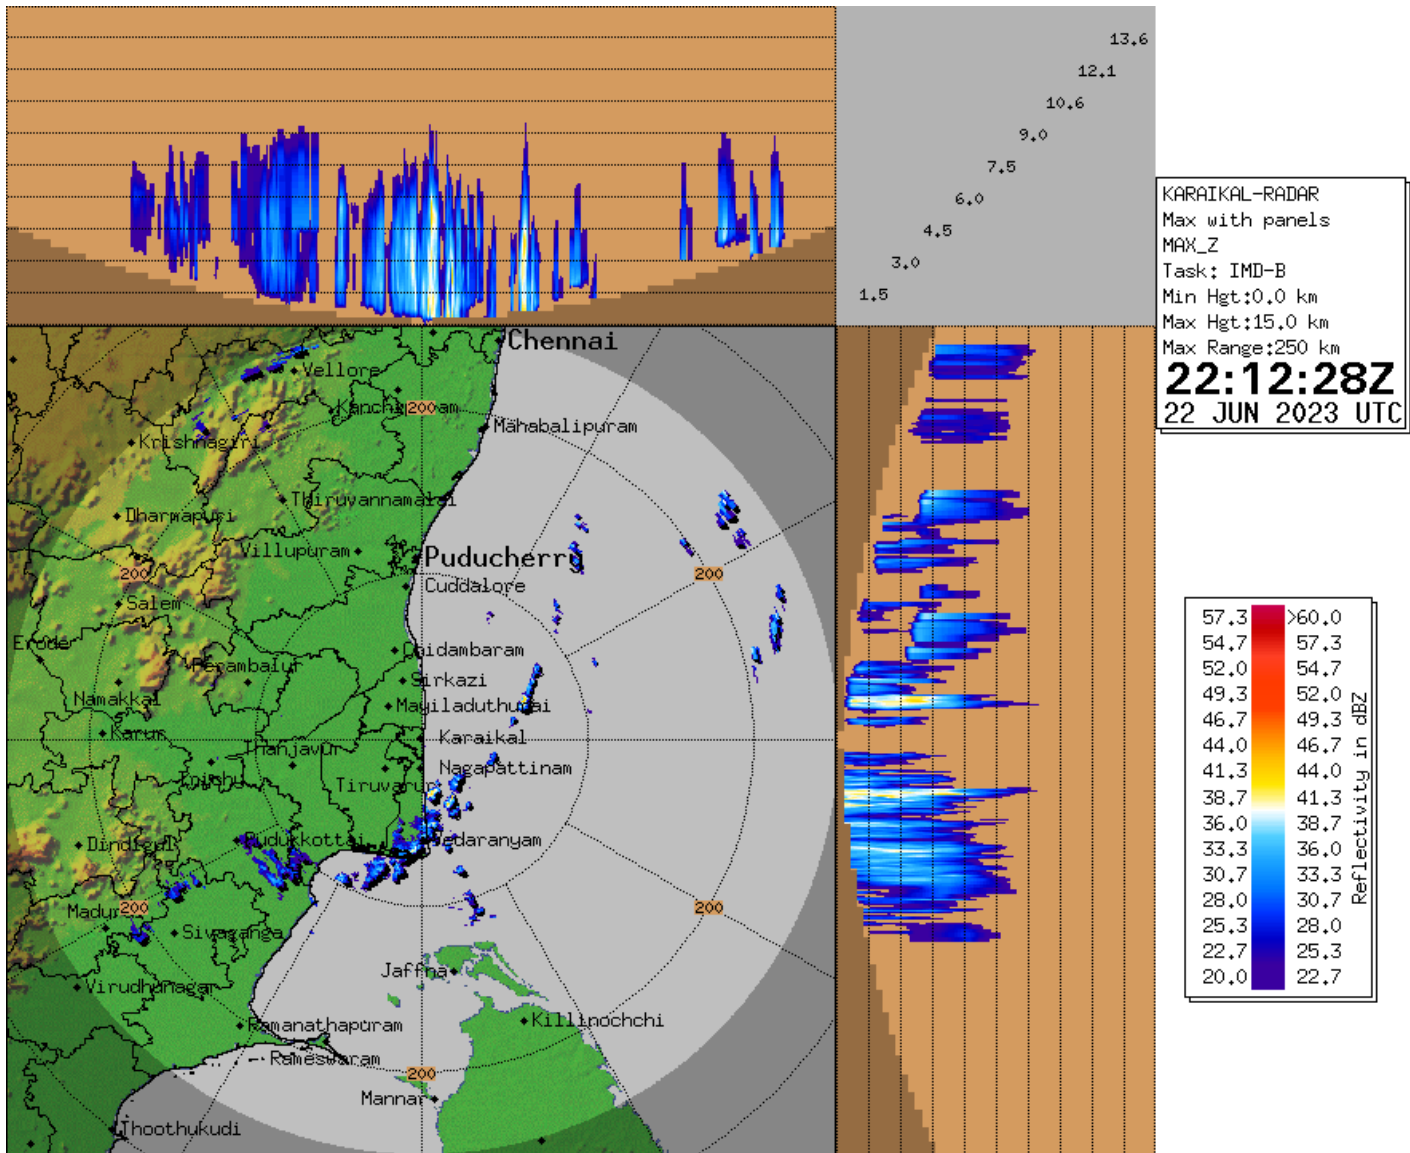 13.6
12.1
10.6
9.0
7.5
6.0
4.5
3.0
1.5
KARAIKAL-RADAR
Max with panels
MAX_Z
Task: IMD-B
Min Hgt:0.0 km
Max Hgt:15.0 km
Max Range:250 km
22:12:28Z
22 JUN 2023 UTC
Chennai
Vellore
200
Mahabalipuram
Krishnagiri
Thiruvannamalai
Dharmapuri
Villupuram
Puducherry
200
200
Cuddalore
Salem
Erode
Chidambaram
Perambalur
Sirkazi
Namakkal
Mayiladuthurai
Karur
Karaikal
Thanjavur
Nagapattinam
Tiruvarur
Pudukkottai
Vedaranyam
Dindigul
200
200
Sivaganga
Jaffna
Virudhunagar
Ramanathapuram
Killinochchi
Rameswaram
200
Mannar
Thoothukudi
57.3 >60.0
54.7 57.3
52.0 54.7
49.3 52.0
46.7 49.3
44.0 46.7
41.3 44.0
38.7 41.3
36.0 38.7
33.3 36.0
30.7 33.3
28.0 30.7
25.3 28.0
22.7 25.3
20.0 22.7
Reflectivity in dBZ